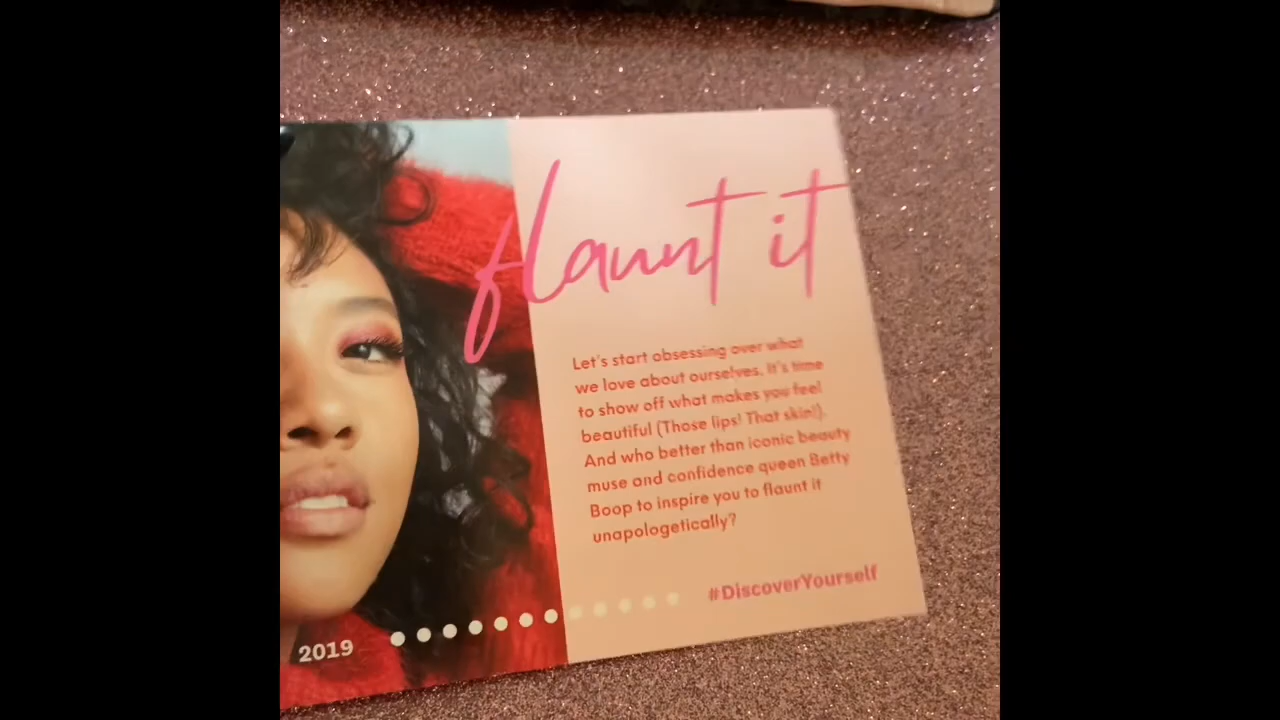 flaunt it
Let's start obsessing over what
we love about ourselves. It's time
to show off what makes you feel
beautiful (Those lips! That skin!).
And who better than iconic beauty
muse and confidence queen Betty
Boop to inspire you to flaunt it
unapologetically?
#DiscoverYourself
2019